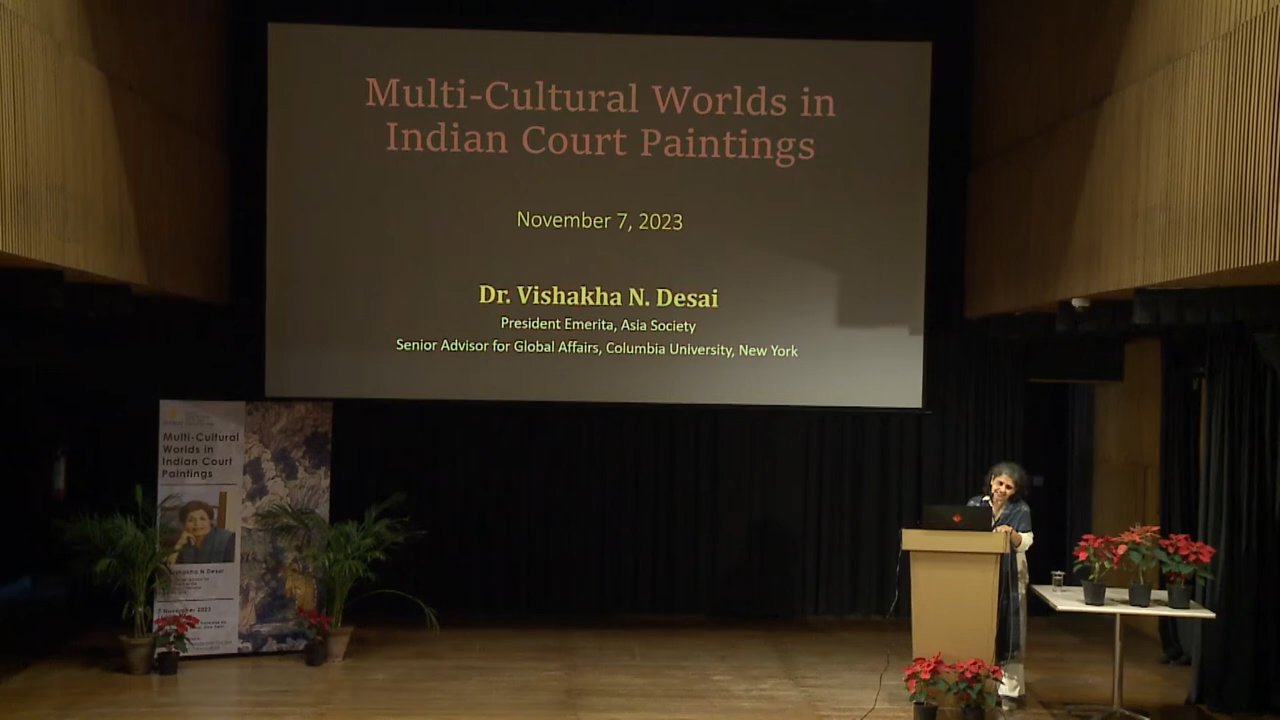 Multi-Cultural Worlds in
Indian Court Paintings
November 7, 2023
Dr. Vishakha N. Desai
President Emerita, Asia Society
Senior Advisor for Global Affairs, Columbia University, New York
Multi-Cultural
Worlds in
Indian Court
Paintings
N Desai
7 November 2023